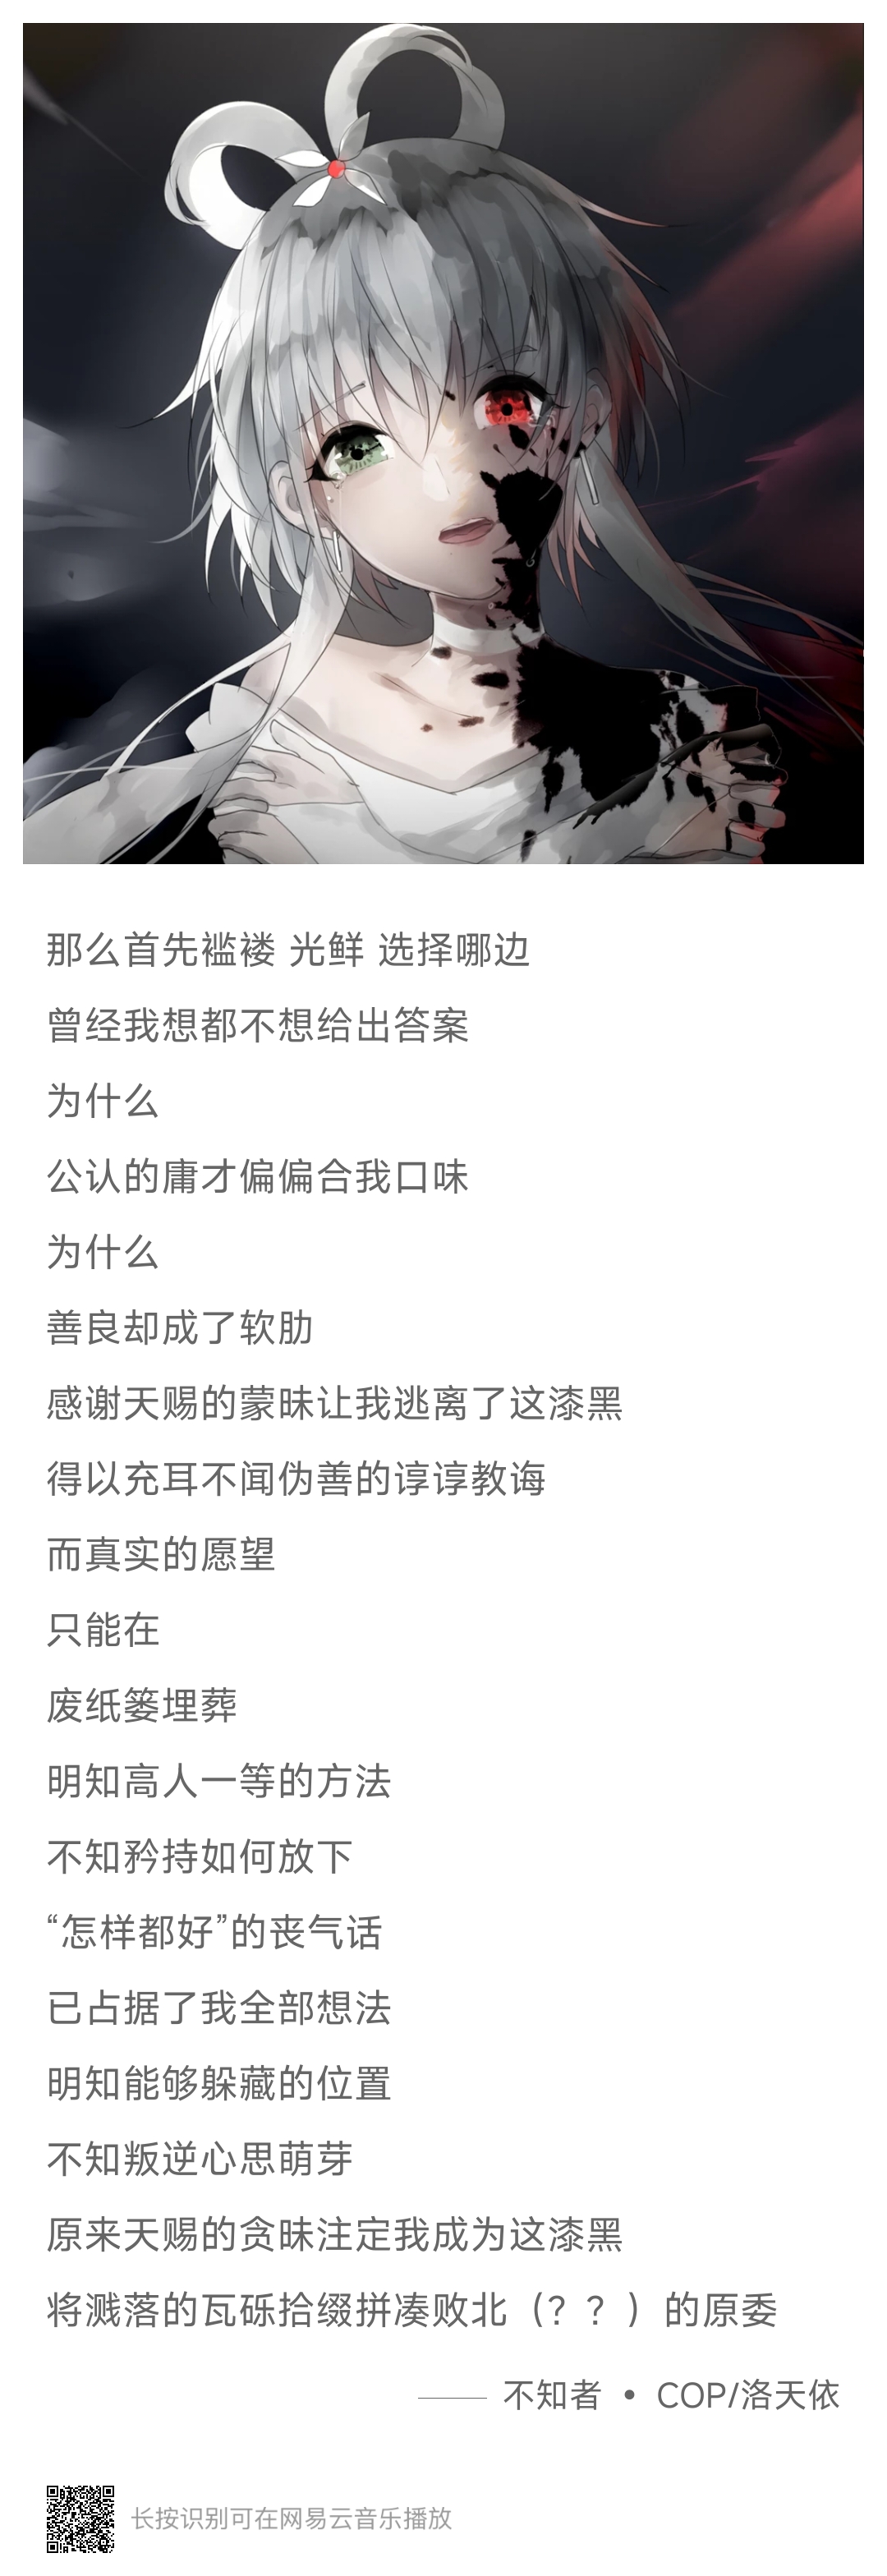 那么首先褴褛 光鲜 选择哪边
曾经我想都不想给出答案
为什么
公认的庸才偏偏合我口味
为什么
善良却成了软肋
感谢天赐的蒙昧让我逃离了这漆黑
得以充耳不闻伪善的谆谆教诲
而真实的愿望
只能在
废纸篓埋葬
明知高人一等的方法
不知矜持如何放下
“怎样都好”的丧气话
已占据了我全部想法
明知能够躲藏的位置
不知叛逆心思萌芽
原来天赐的贪昧注定我成为这漆黑
将溅落的瓦砾拾缀拼凑败北（？？）的原委
—— 不知者 • COP/洛天依
长按识别可在网易云音乐播放